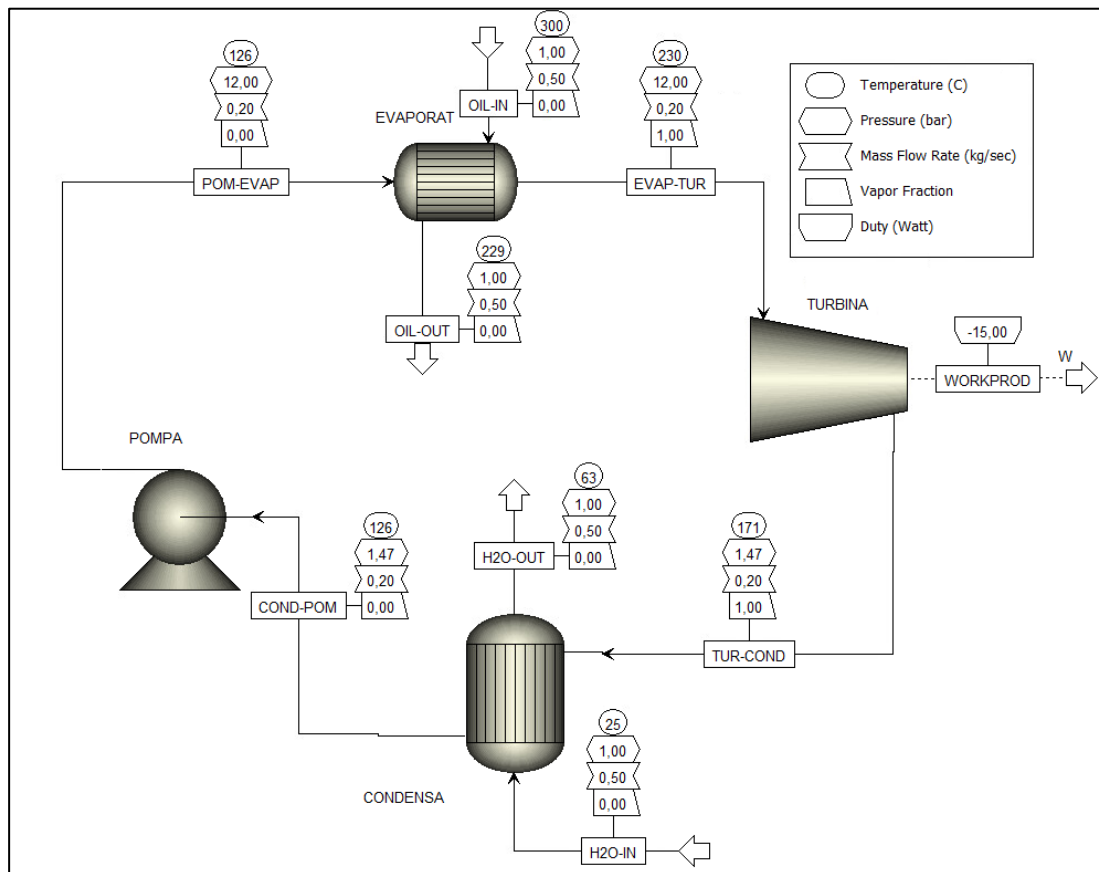 300
1,00
0,50
0,00
OIL-IN
126
12,00
0,20
0,00
POM-EVAP
EVAPORAT
230
12,00
0,20
1,00
EVAP-TUR
Temperature (C)
Pressure (bar)
Mass Flow Rate (kg/sec)
Vapor Fraction
Duty (Watt)
229
1,00
0,50
0,00
OIL-OUT
TURBINA
-15,00
WORKPROD
W
POMPA
126
1,47
0,20
0,00
COND-POM
63
1,00
0,50
0,00
H2O-OUT
171
1,47
0,20
1,00
TUR-COND
25
1,00
0,50
0,00
H2O-IN
CONDENSA